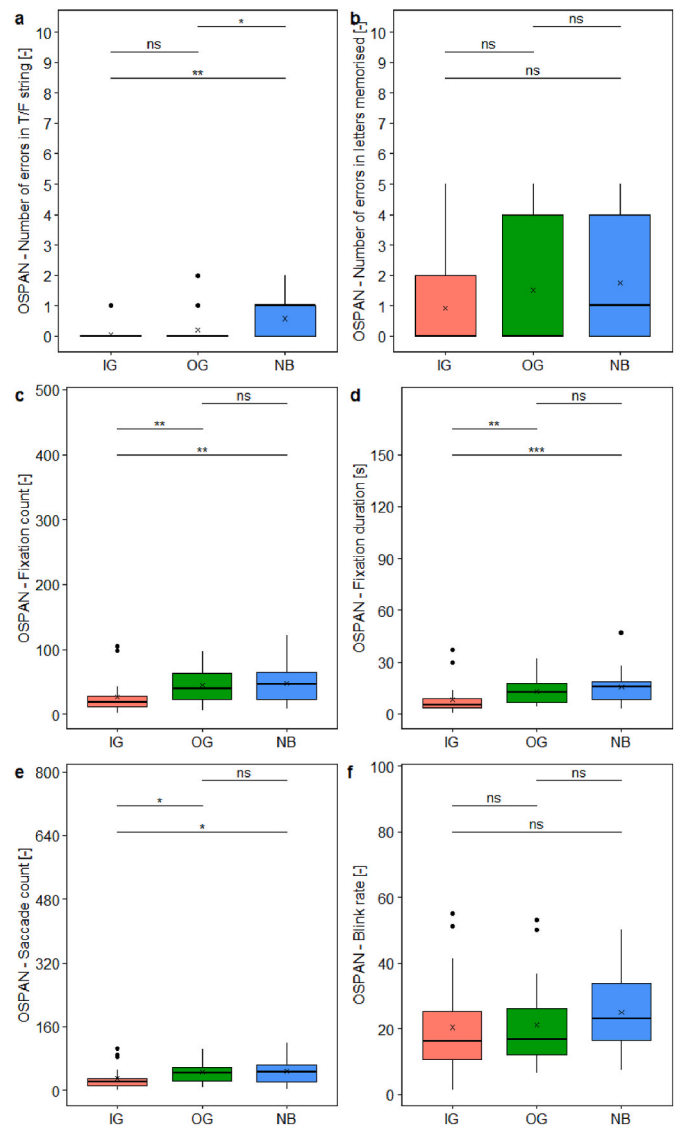 a
OSPAN - Number of errors in T/F string [-]
10
9
8
7
6
5
4
3
2
1
0
*
ns
**
IG OG NB
b
OSPAN - Number of errors in letters memorised [-]
10
9
8
7
6
5
4
3
2
1
0
ns
ns
ns
IG OG NB
c
OSPAN - Fixation count [-]
500
400
300
200
100
0
ns
**
**
IG OG NB
d
OSPAN - Fixation duration [s]
150
120
90
60
30
0
ns
**
***
IG OG NB
e
OSPAN - Saccade count [-]
800
640
480
320
160
0
ns
*
*
IG OG NB
f
OSPAN - Blink rate [-]
100
80
60
40
20
0
ns
ns
ns
IG OG NB